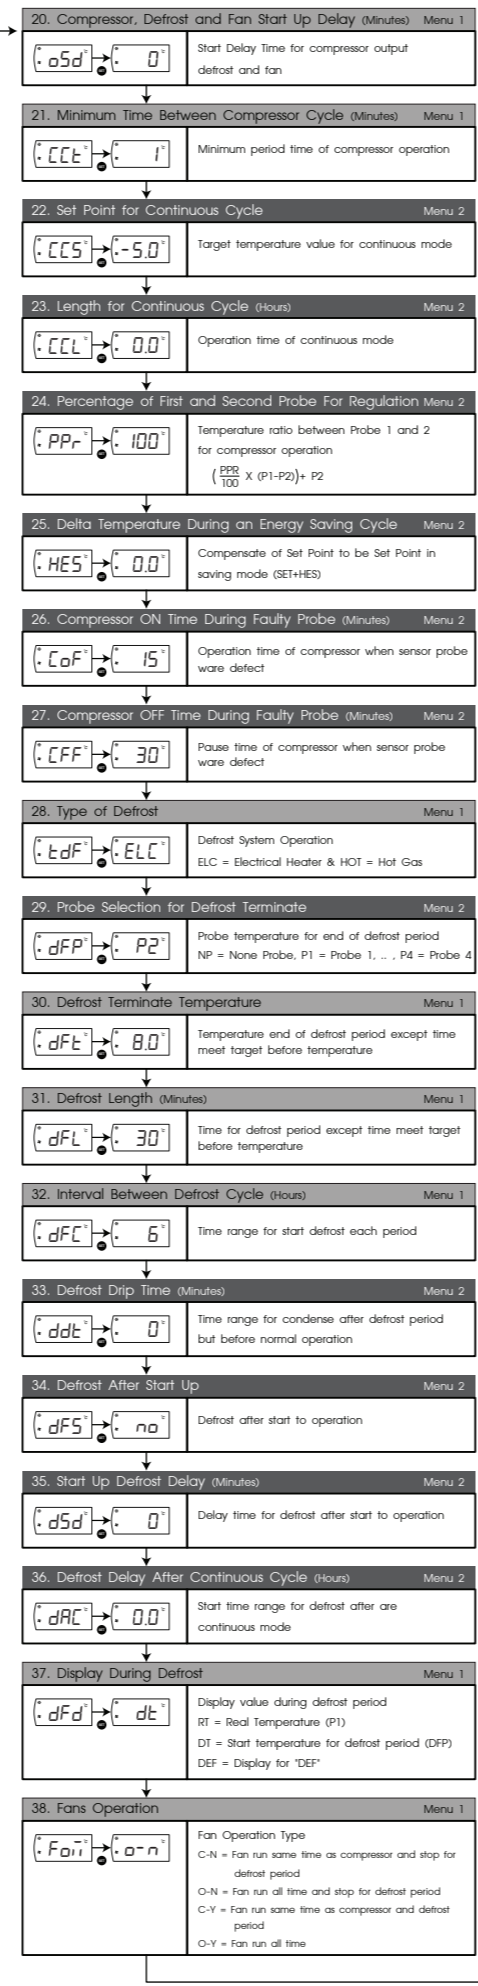 20. Compressor, Defrost and Fan Start Up Delay (Minutes) Menu 1
oSd 0
Start Delay Time for compressor output
defrost and fan
21. Minimum Time Between Compressor Cycle (Minutes) Menu 1
CCt 1
Minimum period time of compressor operation
22. Set Point for Continuous Cycle Menu 2
CCS -5.0
Target temperature value for continuous mode
23. Length for Continuous Cycle (Hours) Menu 2
CCL 0.0
Operation time of continuous mode
24. Percentage of First and Second Probe For Regulation Menu 2
PPr 100
Temperature ratio between Probe 1 and 2
for compressor operation
(PPR/100 X (P1-P2))+ P2
25. Delta Temperature During an Energy Saving Cycle Menu 2
HES 0.0
Compensate of Set Point to be Set Point in
saving mode (SET+HES)
26. Compressor ON Time During Faulty Probe (Minutes) Menu 2
CoF 15
Operation time of compressor when sensor probe
ware defect
27. Compressor OFF Time During Faulty Probe (Minutes) Menu 2
CFF 30
Pause time of compressor when sensor probe
ware defect
28. Type of Defrost Menu 1
tdF ELC
Defrost System Operation
ELC = Electrical Heater & HOT = Hot Gas
29. Probe Selection for Defrost Terminate Menu 2
dFP P2
Probe temperature for end of defrost period
NP = None Probe, P1 = Probe 1, .. , P4 = Probe 4
30. Defrost Terminate Temperature Menu 1
dFt 8.0
Temperature end of defrost period except time
meet target before temperature
31. Defrost Length (Minutes) Menu 1
dFL 30
Time for defrost period except time meet target
before temperature
32. Interval Between Defrost Cycle (Hours) Menu 1
dFC 6
Time range for start defrost each period
33. Defrost Drip Time (Minutes) Menu 2
ddt 0
Time range for condense after defrost period
but before normal operation
34. Defrost After Start Up Menu 2
dFS no
Defrost after start to operation
35. Start Up Defrost Delay (Minutes) Menu 2
dSd 0
Delay time for defrost after start to operation
36. Defrost Delay After Continuous Cycle (Hours) Menu 2
dAC 0.0
Start time range for defrost after are
continuous mode
37. Display During Defrost Menu 1
dFd dt
Display value during defrost period
RT = Real Temperature (P1)
DT = Start temperature for defrost period (DFP)
DEF = Display for "DEF"
38. Fans Operation Menu 1
Fom o-n
Fan Operation Type
C-N = Fan run same time as compressor and stop for
defrost period
O-N = Fan run all time and stop for defrost period
C-Y = Fan run same time as compressor and defrost
period
O-Y = Fan run all time